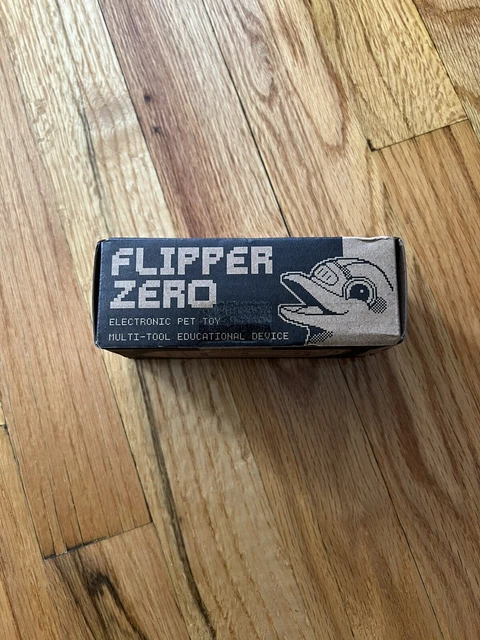 FLIPPER
ZERO
ELECTRONIC PET TOY
MULTI-TOOL EDUCATIONAL DEVICE